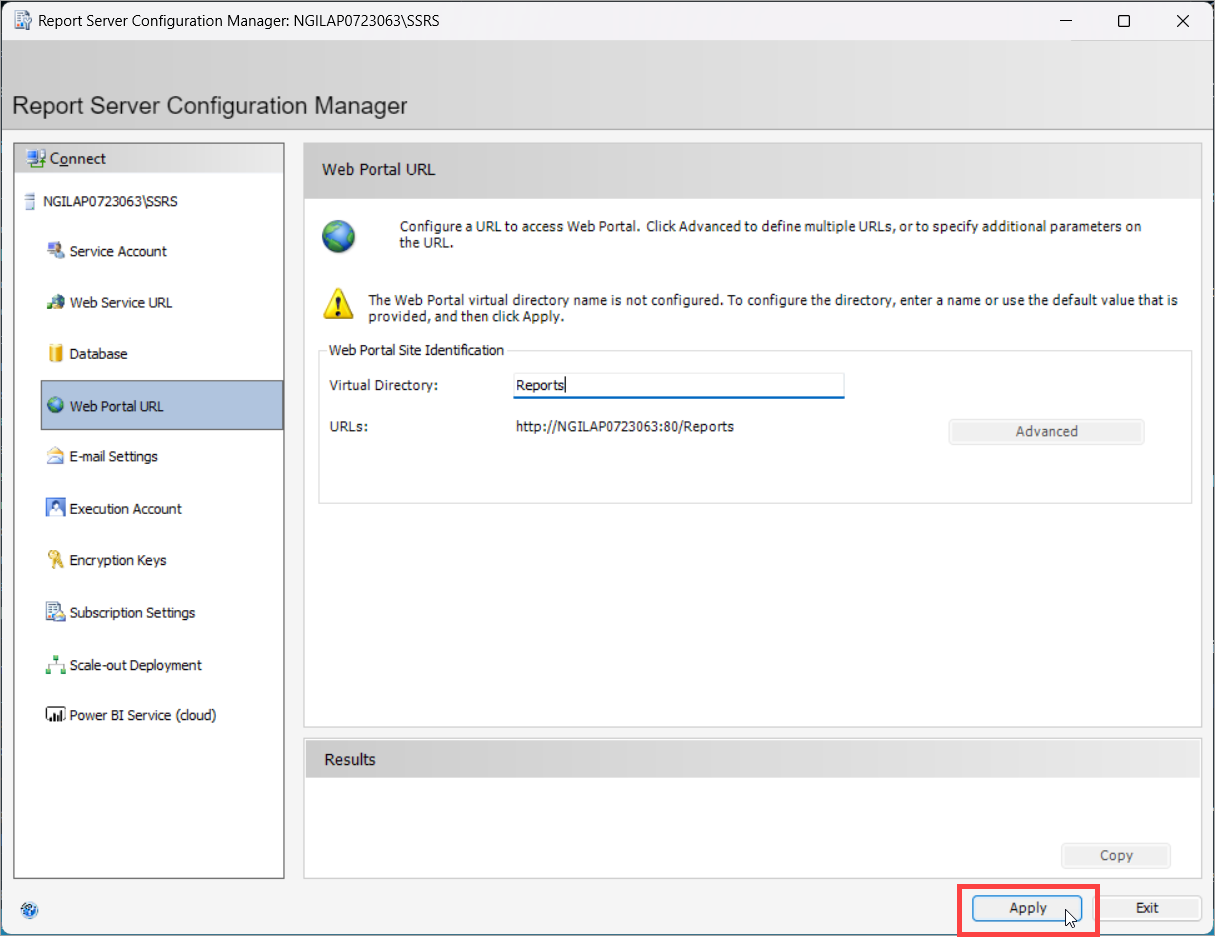 Report Server Configuration Manager: NGILAP0723063\SSRS
Report Server Configuration Manager
Connect
NGILAP0723063\SSRS
Service Account
Web Service URL
Database
Web Portal URL
E-mail Settings
Execution Account
Encryption Keys
Subscription Settings
Scale-out Deployment
Power BI Service (cloud)
Web Portal URL
Configure a URL to access Web Portal.  Click Advanced to define multiple URLs, or to specify additional parameters on
the URL.
The Web Portal virtual directory name is not configured. To configure the directory, enter a name or use the default value that is
provided, and then click Apply.
Web Portal Site Identification
Virtual Directory: Reports
URLs: http://NGILAP0723063:80/Reports
Advanced
Results
Copy
Apply Exit